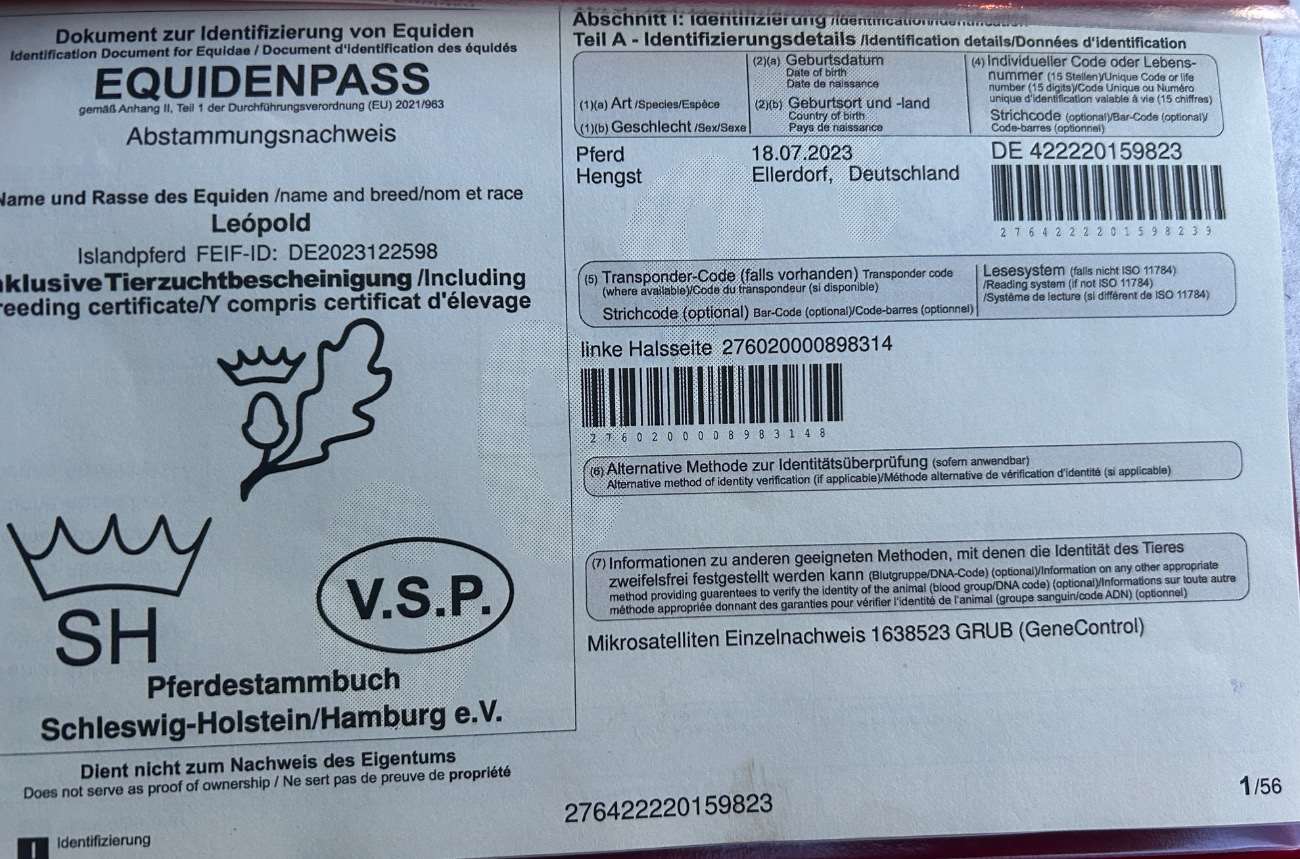 Dokument zur Identifizierung von Equiden
Identification Document for Equidae / Document d'identification des équidés
EQUIDENPASS
gemäß Anhang II, Teil 1 der Durchführungsverordnung (EU) 2021/963
Abstammungsnachweis
Name und Rasse des Equiden /name and breed/nom et race
Leópold
Islandpferd FEIF-ID: DE2023122598
nklusive Tierzuchtbescheinigung /Including
reeding certificate/Y compris certificat d'élevage
SH
V.S.P.
Pferdestammbuch
Schleswig-Holstein/Hamburg e.V.
Dient nicht zum Nachweis des Eigentums
Does not serve as proof of ownership / Ne sert pas de preuve de propriété
I Identifizierung
Abschnitt I: Identifizierung /Identification/Identification
Teil A - Identifizierungsdetails /Identification details/Données d'identification
(1)(a) Art /Species/Espèce
(1)(b) Geschlecht /Sex/Sexe
(2)(a) Geburtsdatum
Date of birth
Date de naissance
(2)(b) Geburtsort und -land
Country of birth
Pays de naissance
(4) Individueller Code oder Lebens-
nummer (15 Stellen)/Unique Code or life
number (15 digits)/Code Unique ou Numéro
unique d'identification valable à vie (15 chiffres)
Strichcode (optional)/Bar-Code (optional)/
Code-barres (optionnel)
Pferd
Hengst
18.07.2023
Ellerdorf, Deutschland
DE 422220159823
2 7 6 4 2 2 2 2 0 1 5 9 8 2 3 9
(5) Transponder-Code (falls vorhanden) Transponder code
(where available)/Code du transpondeur (si disponible)
Strichcode (optional) Bar-Code (optional)/Code-barres (optionnel)
Lesesystem (falls nicht ISO 11784)
/Reading system (if not ISO 11784)
/Système de lecture (si différent de ISO 11784)
linke Halsseite 276020000898314
2 7 6 0 2 0 0 0 0 8 9 8 3 1 4 8
(6) Alternative Methode zur Identitätsüberprüfung (sofern anwendbar)
Alternative method of identity verification (if applicable)/Méthode alternative de vérification d'identité (si applicable)
(7) Informationen zu anderen geeigneten Methoden, mit denen die Identität des Tieres
zweifelsfrei festgestellt werden kann (Blutgruppe/DNA-Code) (optional)/Information on any other appropriate
method providing guarentees to verify the identity of the animal (blood group/DNA code) (optional)/Informations sur toute autre
méthode appropriée donnant des garanties pour vérifier l'identité de l'animal (groupe sanguin/code ADN) (optionnel)
Mikrosatelliten Einzelnachweis 1638523 GRUB (GeneControl)
276422220159823
1/56